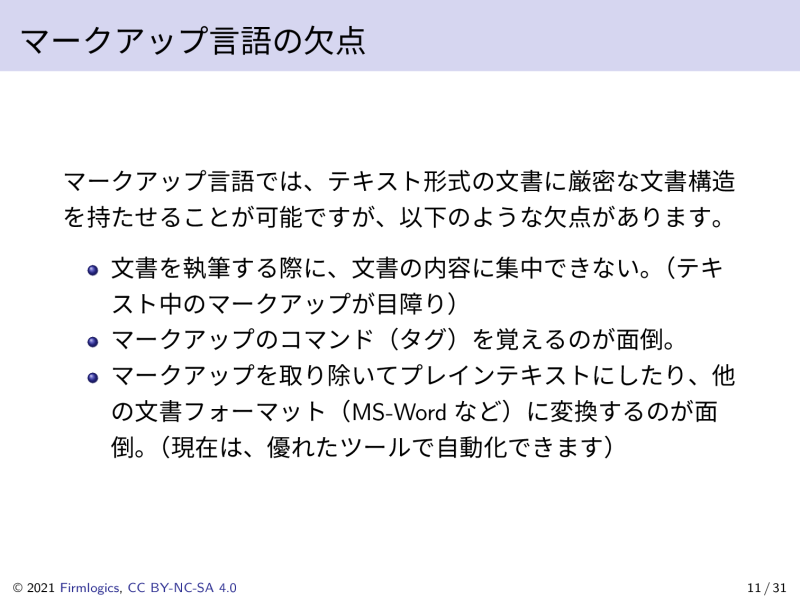 マークアップ言語の欠点
マークアップ言語では、テキスト形式の文書に厳密な文書構造
を持たせることが可能ですが、以下のような欠点があります。
文書を執筆する際に、文書の内容に集中できない。（テキ
スト中のマークアップが目障り）
マークアップのコマンド（タグ）を覚えるのが面倒。
マークアップを取り除いてプレインテキストにしたり、他
の文書フォーマット（MS-Word など）に変換するのが面
倒。（現在は、優れたツールで自動化できます）
© 2021 Firmlogics, CC BY-NC-SA 4.0
11 / 31